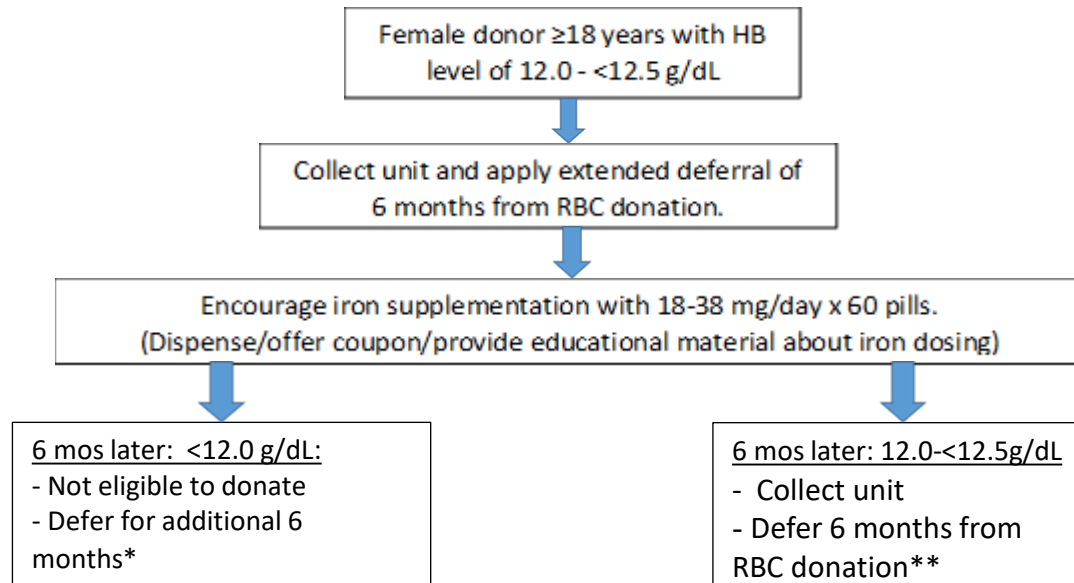 Female donor ≥18 years with HB
level of 12.0 - <12.5 g/dL
Collect unit and apply extended deferral of
6 months from RBC donation.
Encourage iron supplementation with 18-38 mg/day x 60 pills.
(Dispense/offer coupon/provide educational material about iron dosing)
6 mos later:  <12.0 g/dL:
- Not eligible to donate
- Defer for additional 6
months*
6 mos later: 12.0-<12.5g/dL
-  Collect unit
- Defer 6 months from
RBC donation**